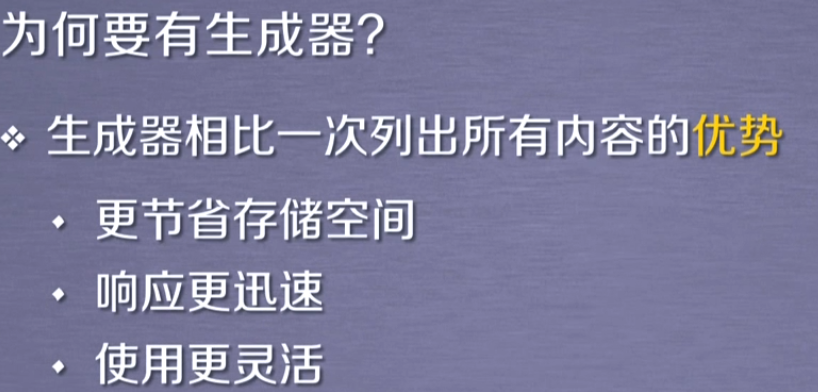 为何要有生成器？
❖ 生成器相比一次列出所有内容的优势
• 更节省存储空间
• 响应更迅速
• 使用更灵活